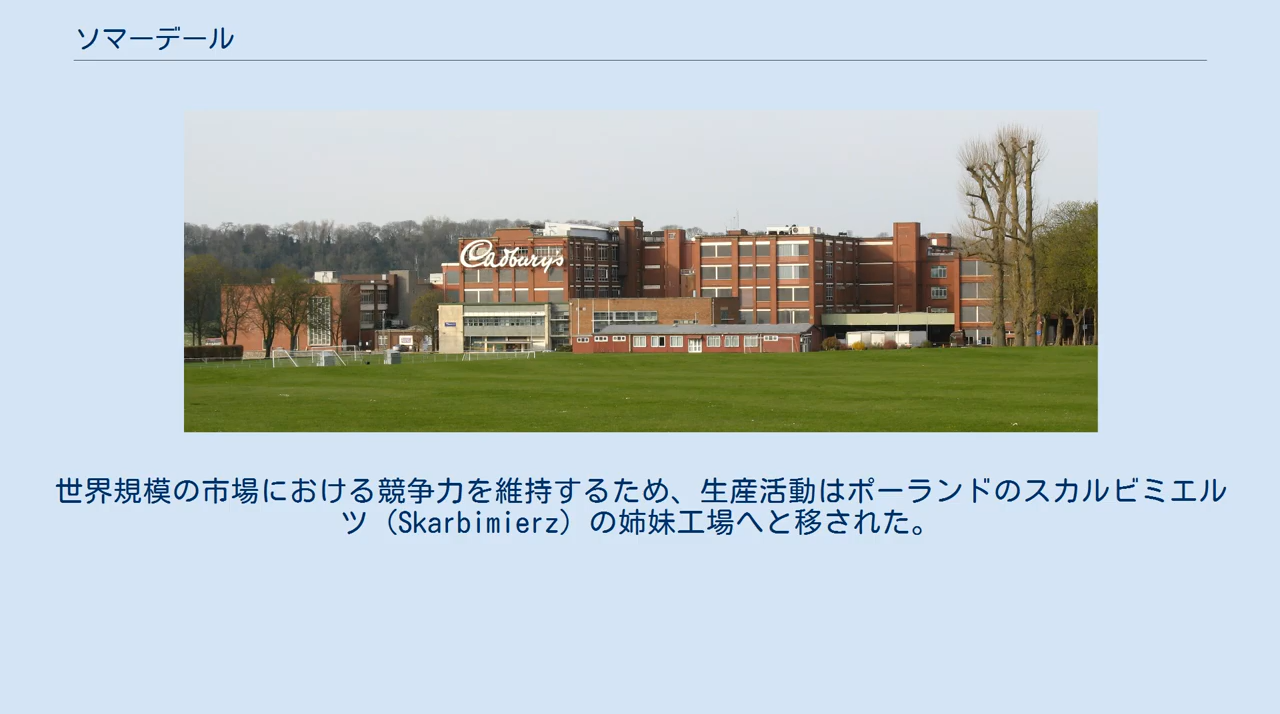 ソマーデール
Cadbury's
世界規模の市場における競争力を維持するため、生産活動はポーランドのスカルビミエル
ツ（Skarbimierz）の姉妹工場へと移された。